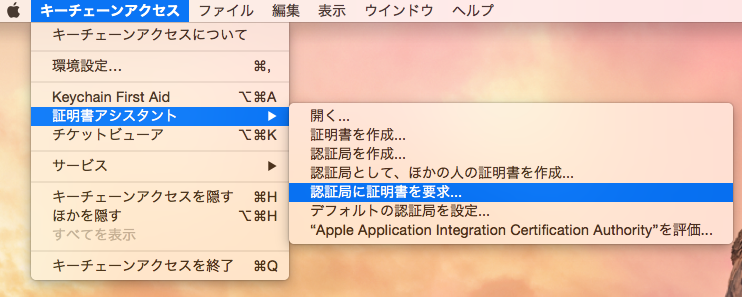 キーチェーンアクセス ファイル 編集 表示 ウインドウ ヘルプ
キーチェーンアクセスについて
環境設定... ⌘,
Keychain First Aid ⌥⌘A
証明書アシスタント ▶
チケットビューア ⌥⌘K
サービス ▶
キーチェーンアクセスを隠す ⌘H
ほかを隠す ⌥⌘H
すべてを表示
キーチェーンアクセスを終了 ⌘Q
開く...
証明書を作成...
認証局を作成...
認証局として、ほかの人の証明書を作成...
認証局に証明書を要求...
デフォルトの認証局を設定...
“Apple Application Integration Certification Authority”を評価...